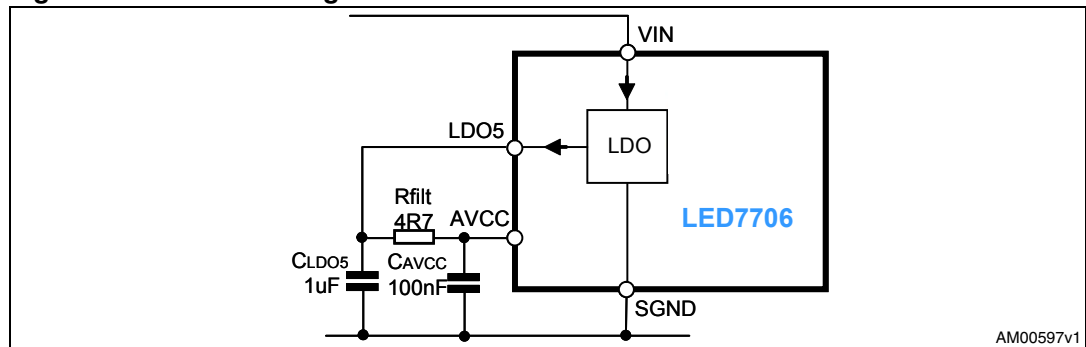 VIN
LDO5
LDO
Rfilt
4R7
AVCC
LED7706
CLDO5
1uF
CAVCC
100nF
SGND
AM00597v1